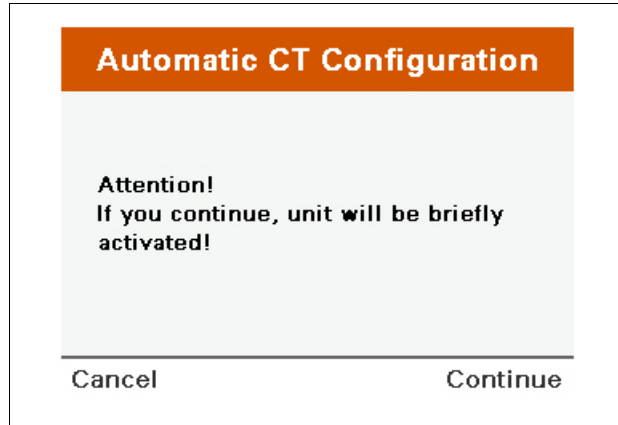 Automatic CT Configuration
Attention!
If you continue, unit will be briefly
activated!
Cancel Continue